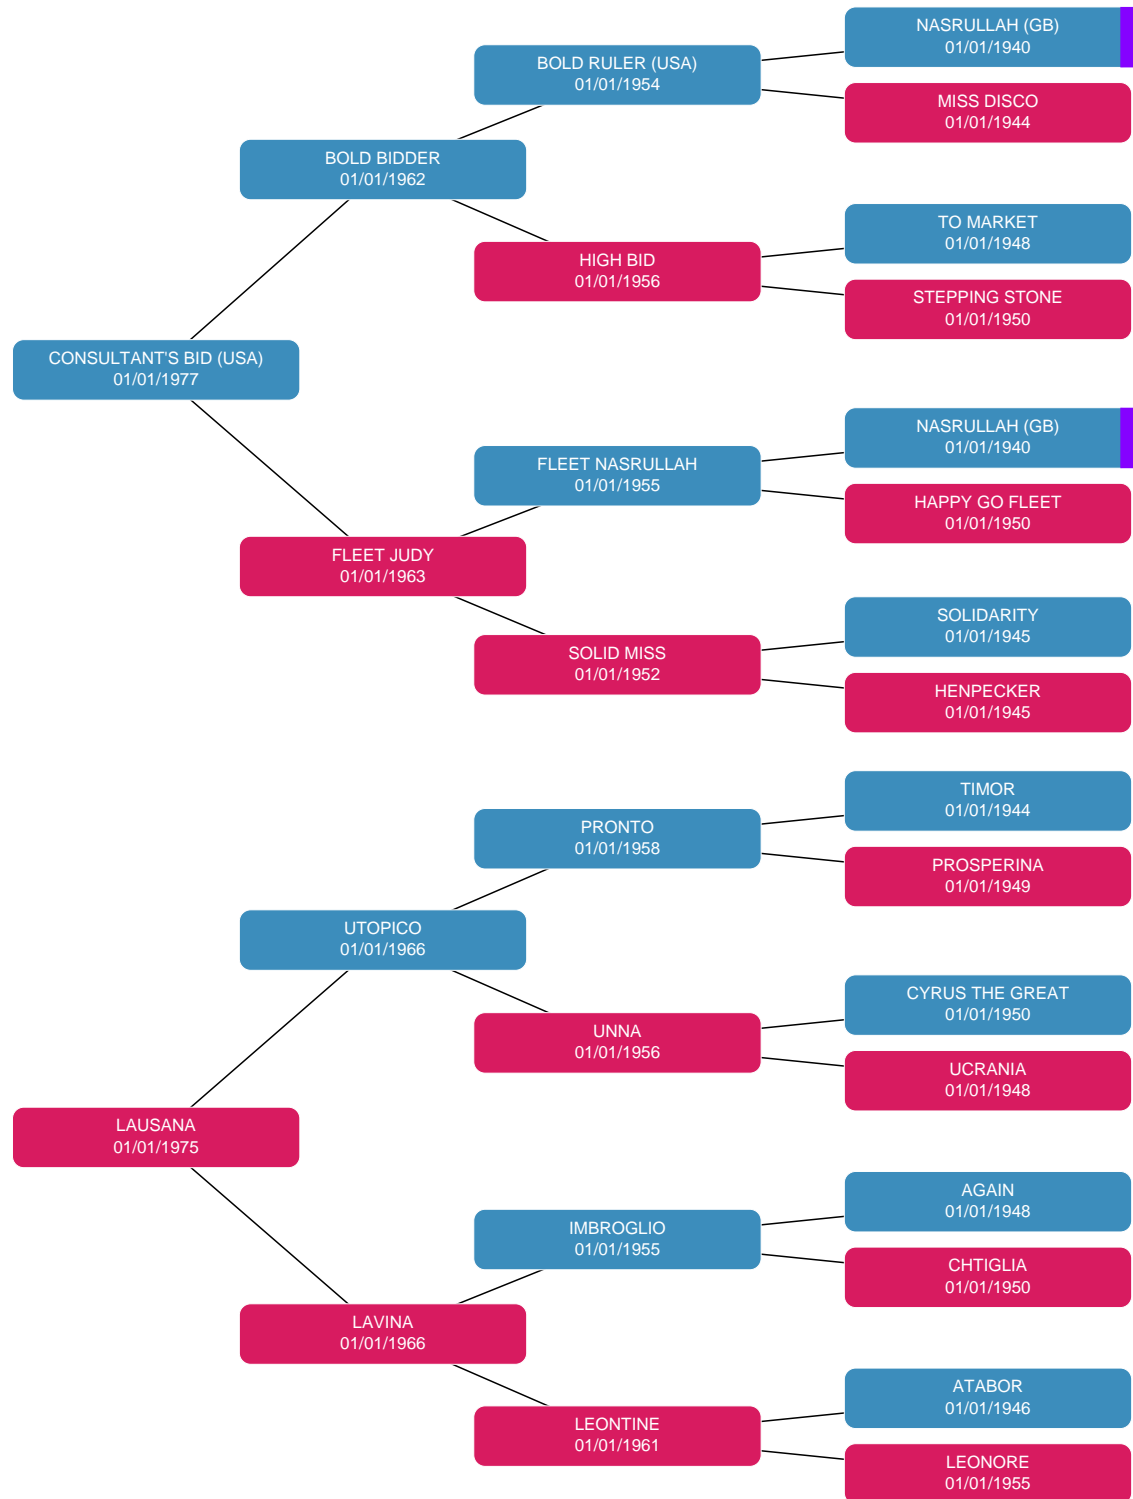 NASRULLAH (GB)
01/01/1940
BOLD RULER (USA)
01/01/1954
MISS DISCO
01/01/1944
BOLD BIDDER
01/01/1962
TO MARKET
01/01/1948
HIGH BID
01/01/1956
STEPPING STONE
01/01/1950
CONSULTANT'S BID (USA)
01/01/1977
NASRULLAH (GB)
01/01/1940
FLEET NASRULLAH
01/01/1955
HAPPY GO FLEET
01/01/1950
FLEET JUDY
01/01/1963
SOLIDARITY
01/01/1945
SOLID MISS
01/01/1952
HENPECKER
01/01/1945
TIMOR
01/01/1944
PRONTO
01/01/1958
PROSPERINA
01/01/1949
UTOPICO
01/01/1966
CYRUS THE GREAT
01/01/1950
UNNA
01/01/1956
UCRANIA
01/01/1948
LAUSANA
01/01/1975
AGAIN
01/01/1948
IMBROGLIO
01/01/1955
CHTIGLIA
01/01/1950
LAVINA
01/01/1966
ATABOR
01/01/1946
LEONTINE
01/01/1961
LEONORE
01/01/1955